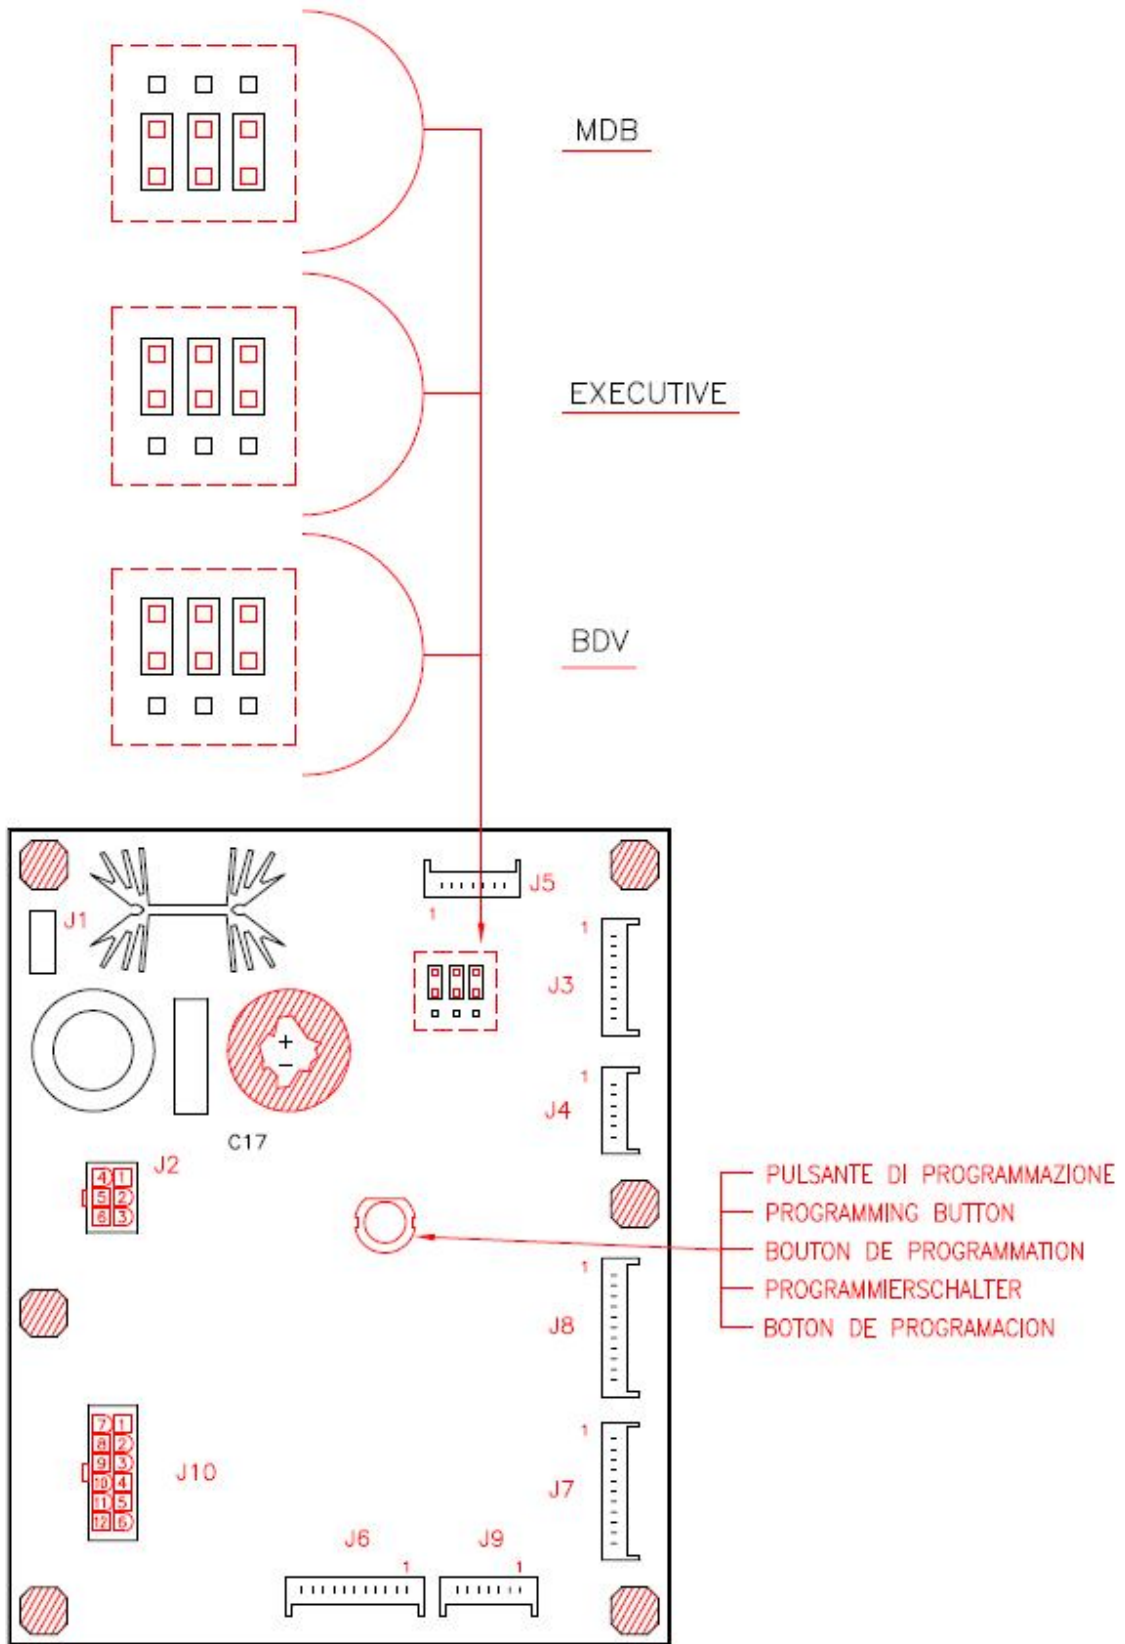 MDB
EXECUTIVE
BDV
J5
1
J1
1
J3
+
−
1
J4
C17
J2
4 1
5 2
6 3
PULSANTE DI PROGRAMMAZIONE
PROGRAMMING BUTTON
BOUTON DE PROGRAMMATION
PROGRAMMIERSCHALTER
BOTON DE PROGRAMACION
1
J8
7 1
8 2
9 3
10 4
11 5
12 6
J10
1
J7
J6
1
J9
1